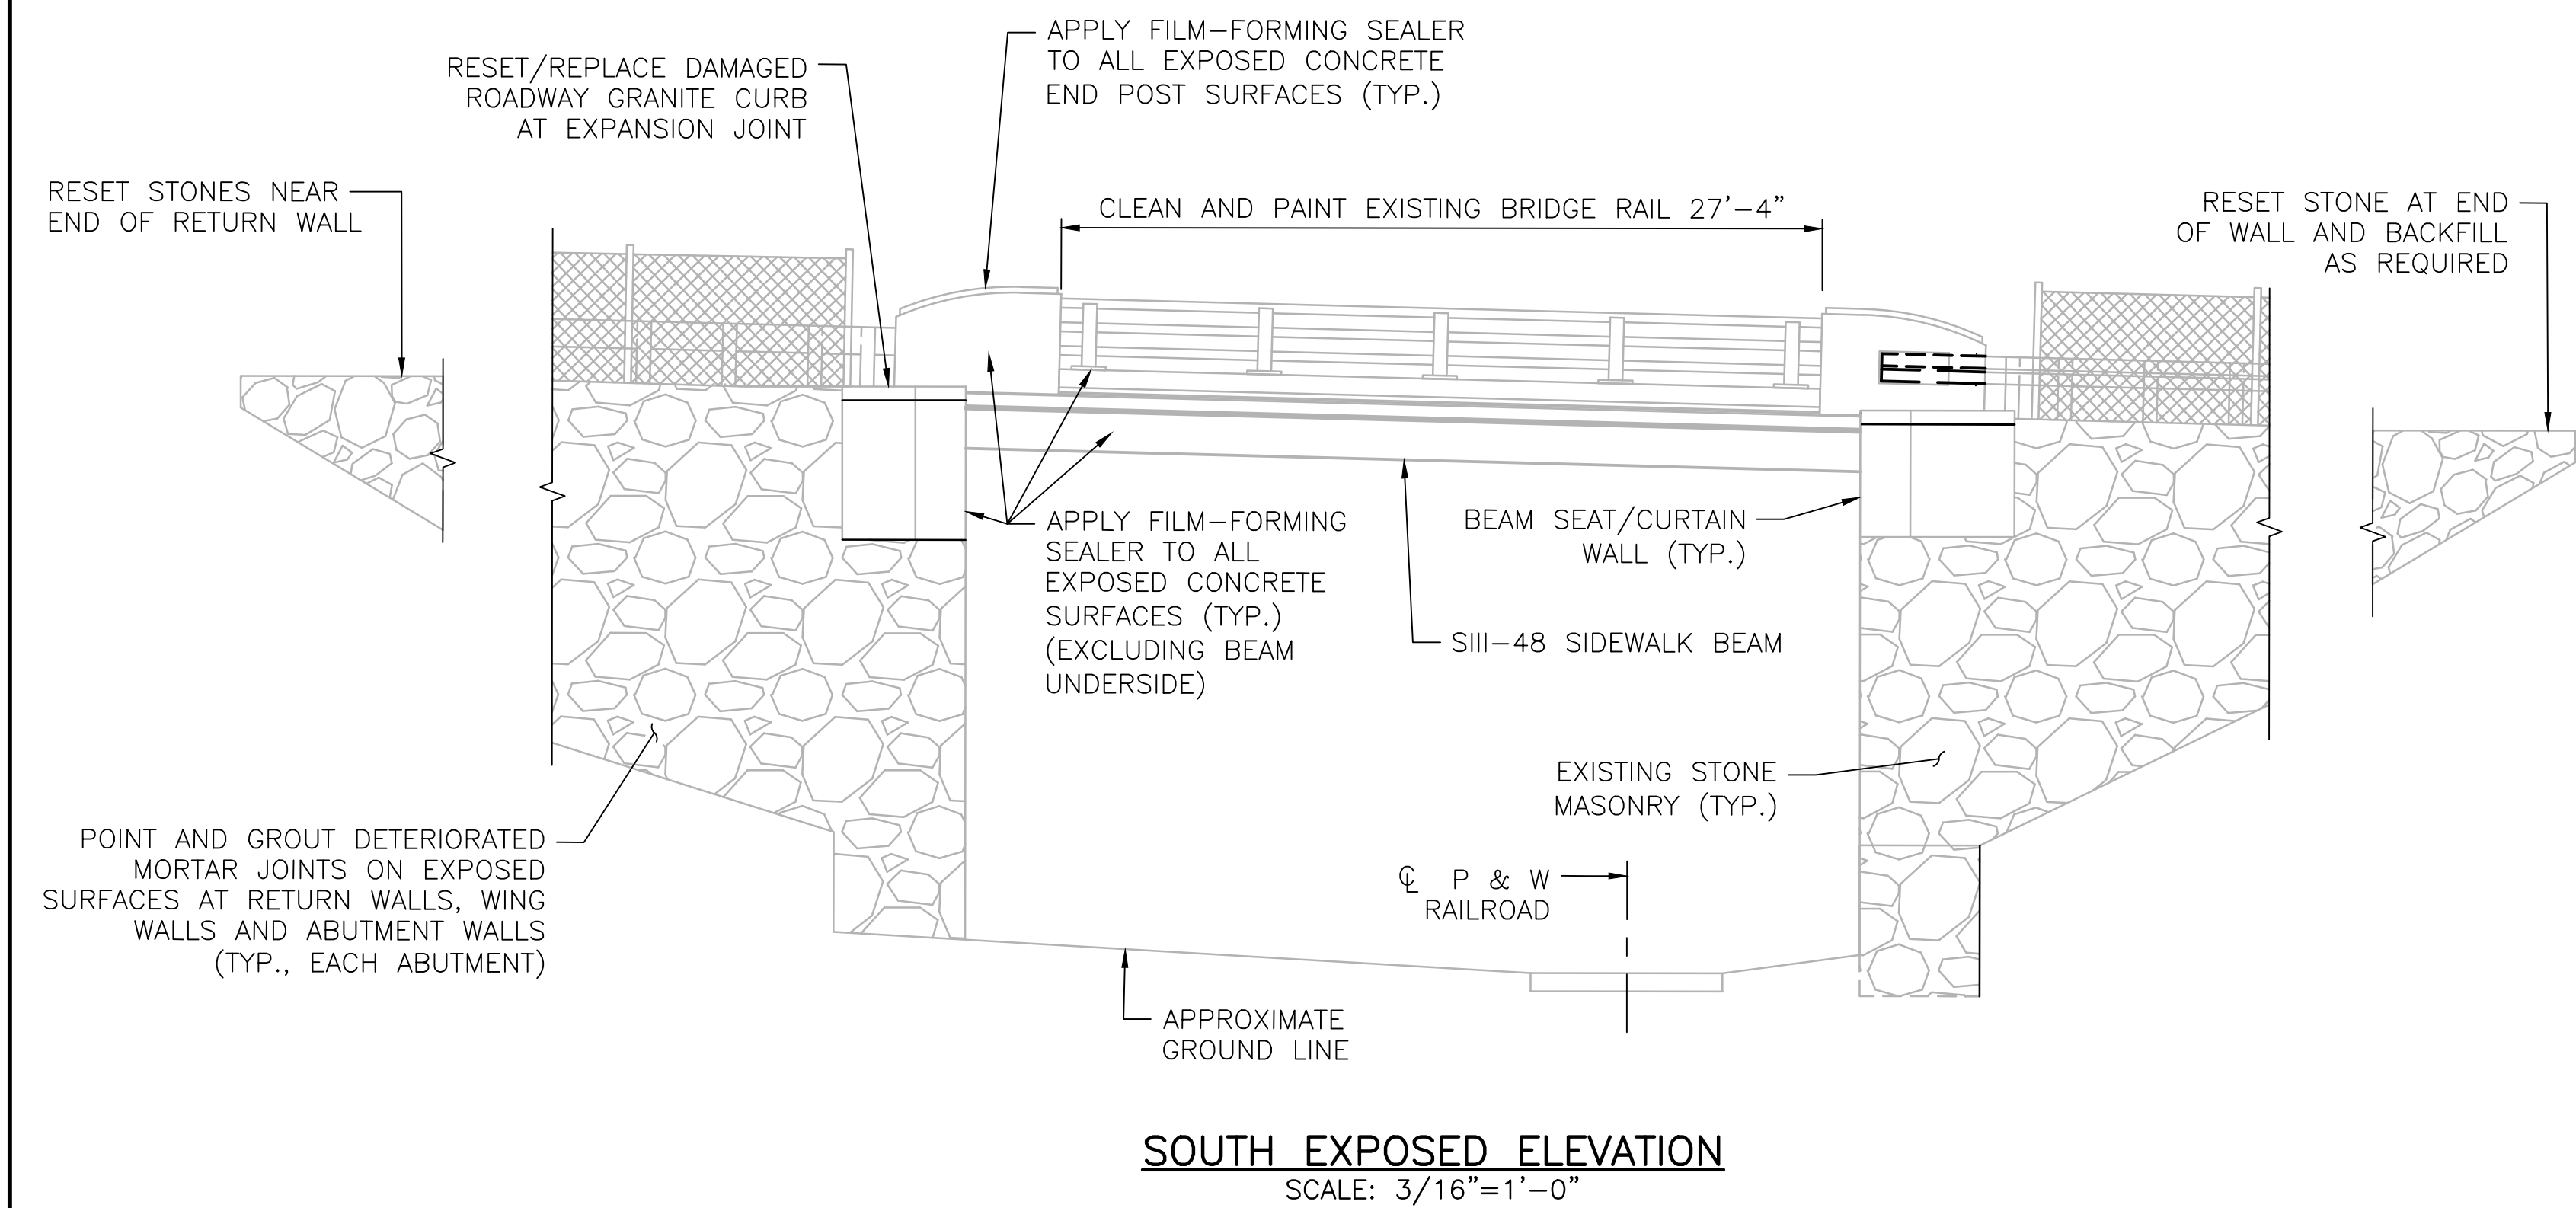 APPLY FILM-FORMING SEALER
TO ALL EXPOSED CONCRETE
END POST SURFACES (TYP.)
RESET/REPLACE DAMAGED
ROADWAY GRANITE CURB
AT EXPANSION JOINT
RESET STONES NEAR
END OF RETURN WALL
CLEAN AND PAINT EXISTING BRIDGE RAIL 27'-4"
RESET STONE AT END
OF WALL AND BACKFILL
AS REQUIRED
APPLY FILM-FORMING
SEALER TO ALL
EXPOSED CONCRETE
SURFACES (TYP.)
(EXCLUDING BEAM
UNDERSIDE)
BEAM SEAT/CURTAIN
WALL (TYP.)
SIII-48 SIDEWALK BEAM
EXISTING STONE
MASONRY (TYP.)
POINT AND GROUT DETERIORATED
MORTAR JOINTS ON EXPOSED
SURFACES AT RETURN WALLS, WING
WALLS AND ABUTMENT WALLS
(TYP., EACH ABUTMENT)
℄ P & W
RAILROAD
APPROXIMATE
GROUND LINE
SOUTH EXPOSED ELEVATION
SCALE: 3/16"=1'-0"